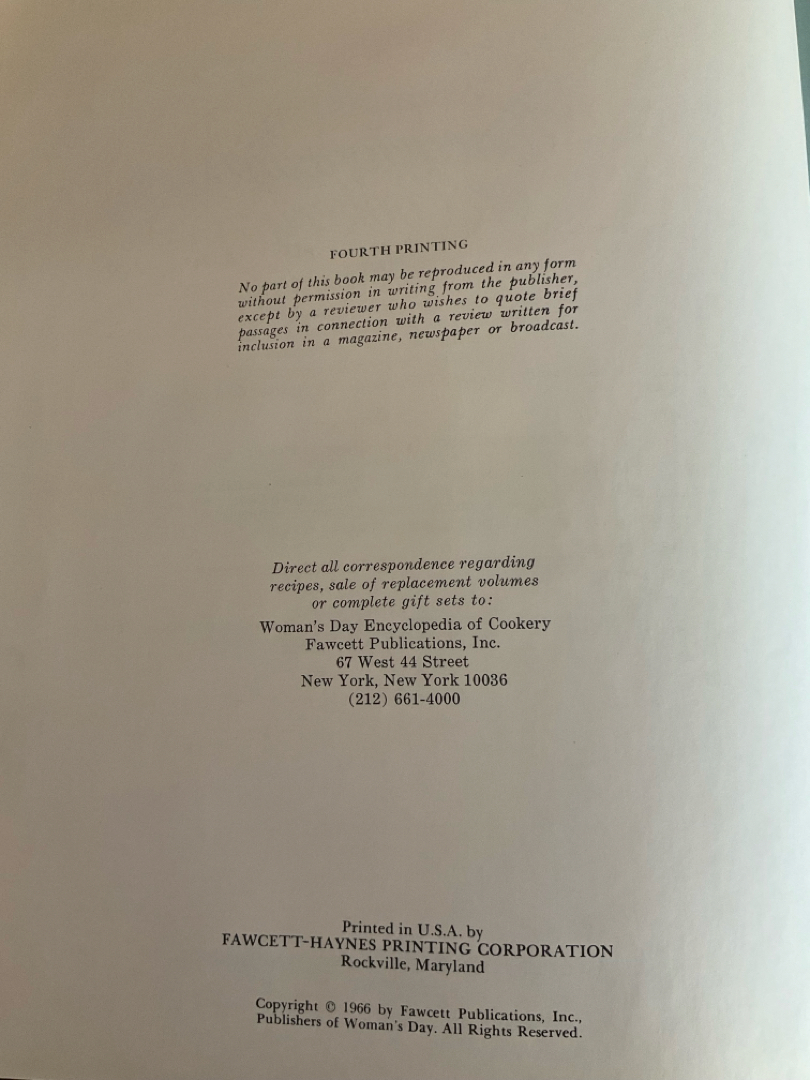 FOURTH PRINTING
No part of this book may be reproduced in any form
without permission in writing from the publisher,
except by a reviewer who wishes to quote brief
passages in connection with a review written for
inclusion in a magazine, newspaper or broadcast.
Direct all correspondence regarding
recipes, sale of replacement volumes
or complete gift sets to:
Woman's Day Encyclopedia of Cookery
Fawcett Publications, Inc.
67 West 44 Street
New York, New York 10036
(212) 661-4000
Printed in U.S.A. by
FAWCETT-HAYNES PRINTING CORPORATION
Rockville, Maryland
Copyright © 1966 by Fawcett Publications, Inc.,
Publishers of Woman's Day. All Rights Reserved.